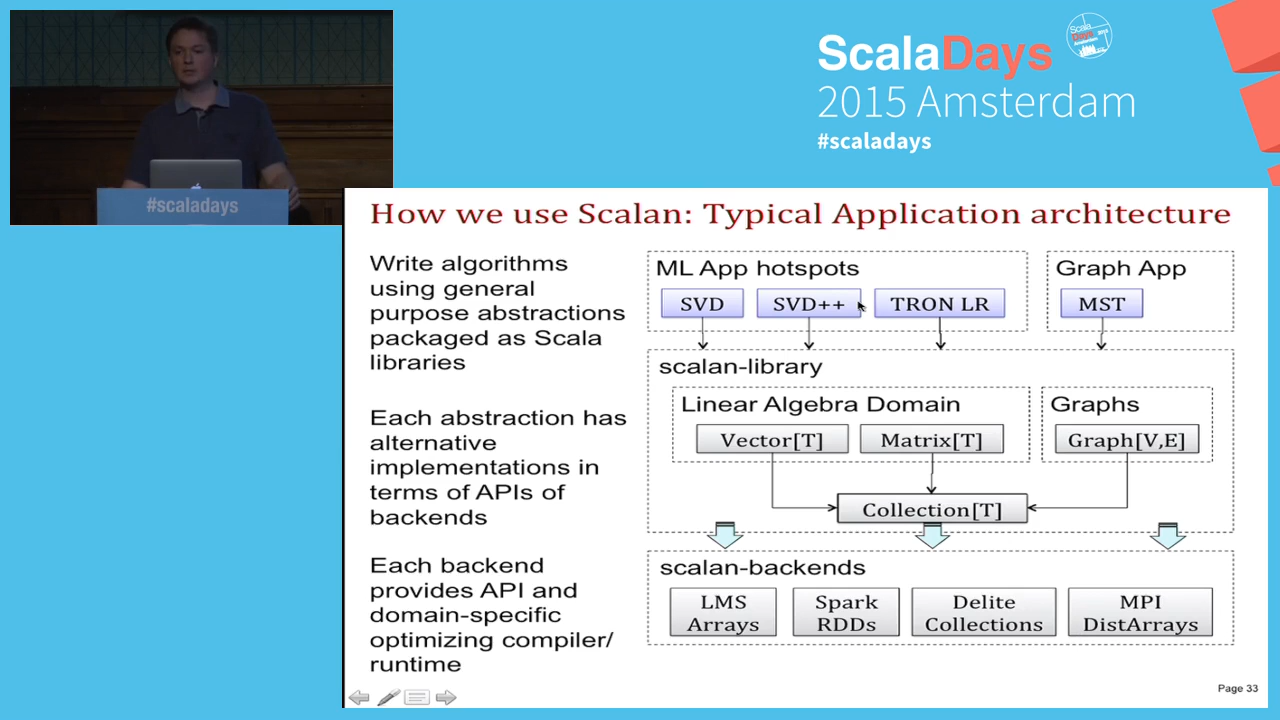 ScalaDays
2015 Amsterdam
#scaladays
#scaladays
How we use Scalan: Typical Application architecture
Write algorithms
using general
purpose abstractions
packaged as Scala
libraries
Each abstraction has
alternative
implementations in
terms of APIs of
backends
Each backend
provides API and
domain-specific
optimizing compiler/
runtime
ML App hotspots
SVD
SVD++
TRON LR
Graph App
MST
scalan-library
Linear Algebra Domain
Vector[T]
Matrix[T]
Graphs
Graph[V,E]
Collection[T]
scalan-backends
LMS
Arrays
Spark
RDDs
Delite
Collections
MPI
DistArrays
Page 33